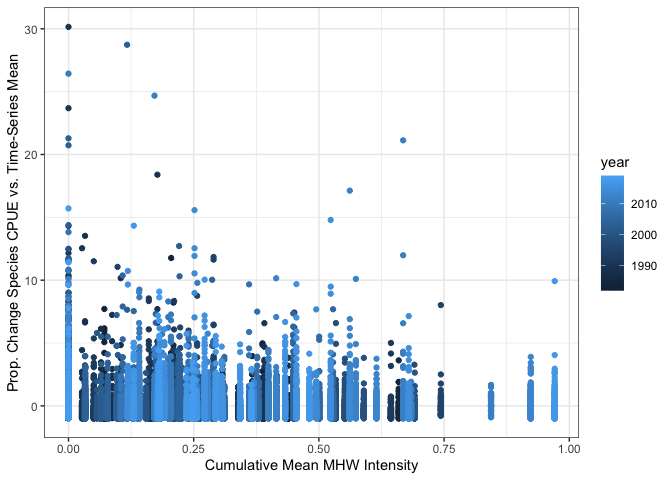 30
20
10
0
Prop. Change Species CPUE vs. Time-Series Mean
0.00 0.25 0.50 0.75 1.00
Cumulative Mean MHW Intensity
year
2010
2000
1990